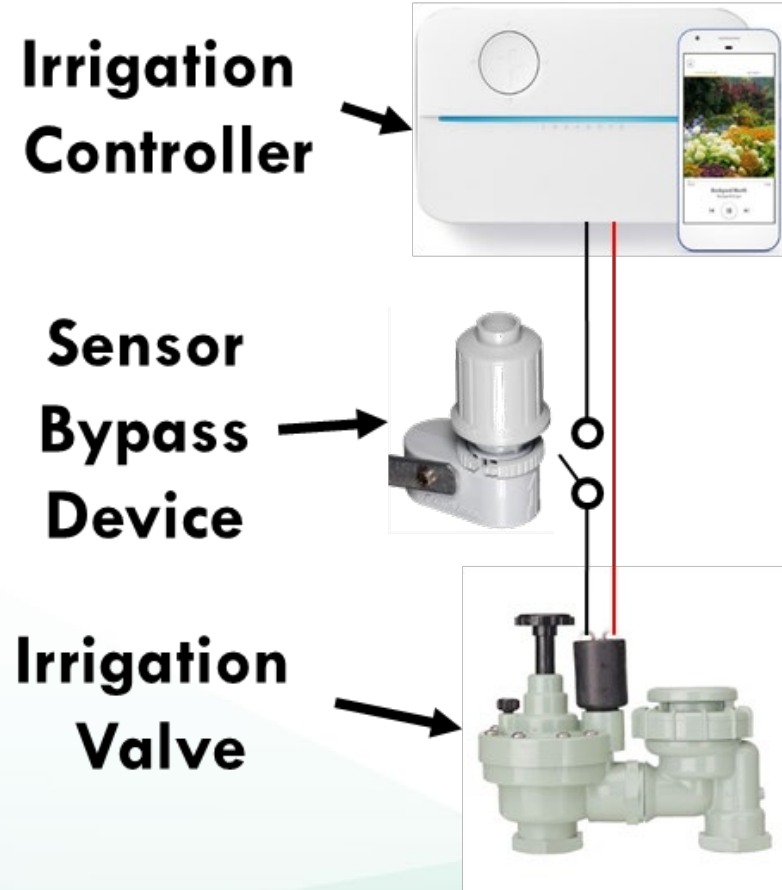 Irrigation
Controller
Sensor
Bypass
Device
Irrigation
Valve